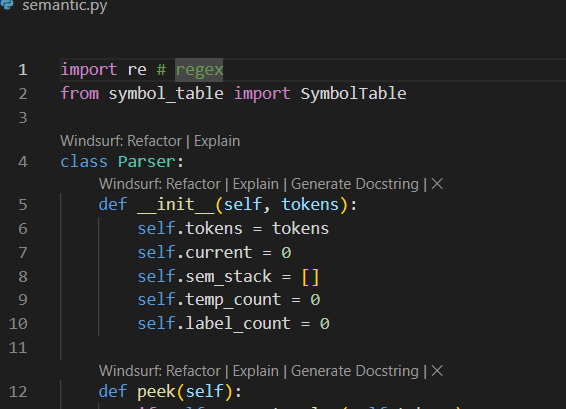 semantic.py
1 import re # regex
2 from symbol_table import SymbolTable
3
Windsurf: Refactor | Explain
4 class Parser:
Windsurf: Refactor | Explain | Generate Docstring | ×
5 def __init__(self, tokens):
6 self.tokens = tokens
7 self.current = 0
8 self.sem_stack = []
9 self.temp_count = 0
10 self.label_count = 0
11
Windsurf: Refactor | Explain | Generate Docstring | ×
12 def peek(self):